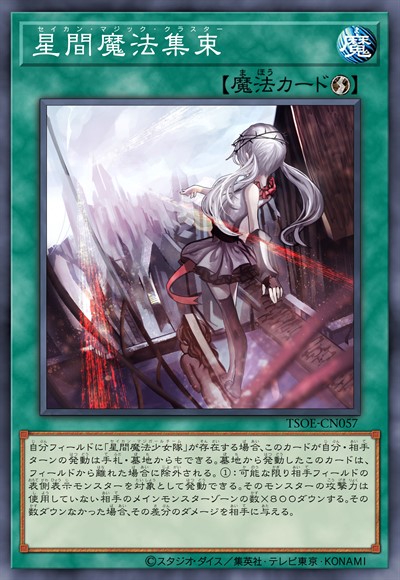 セイカン・マジック・クラスター
星間魔法集束
魔
【魔法カード】
TSOE-CN057
自分フィールドに「星間魔法少女隊」が存在する場合、このカードが自分・相手
ターンの発動は手札・墓地からもできる。墓地から発動したこのカードは、
フィールドから離れた場合に除外される。①：可能な限り相手フィールドの
表側表示モンスターを対象として発動できる。そのモンスターの攻撃力は
使用していない相手のメインモンスターゾーンの数×８００ダウンする。その
数ダウンなかった場合、その差分のダメージを相手に与える。
©スタジオ・ダイス／集英社・テレビ東京・KONAMI